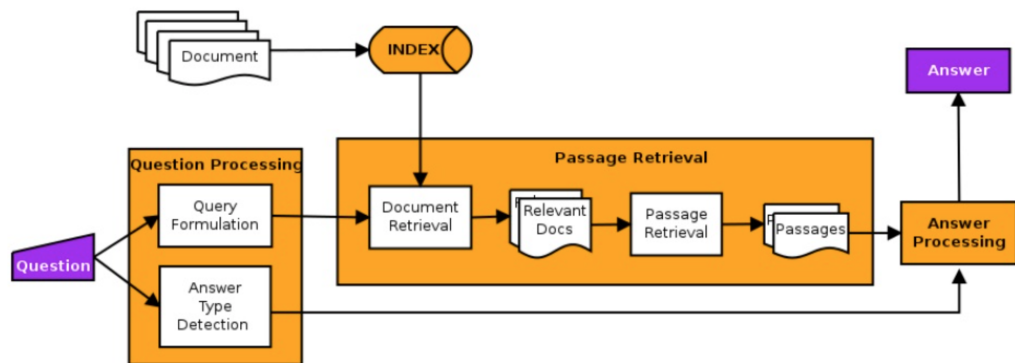 Document
INDEX
Answer
Question Processing
Passage Retrieval
Query
Formulation
Document
Retrieval
Relevant
Docs
Passage
Retrieval
Passages
Answer
Processing
Question
Answer
Type
Detection